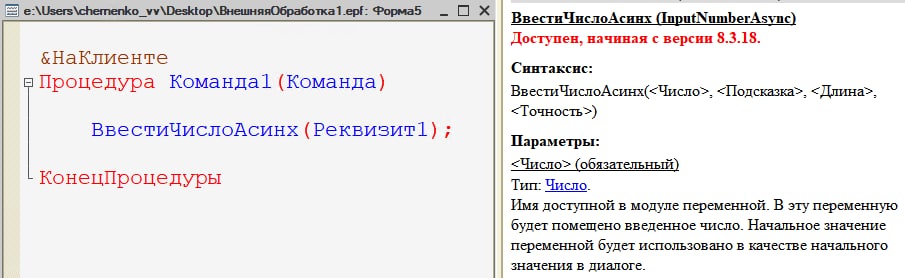 e:\Users\chernenko_vv\Desktop\ВнешняяОбработка1.epf: Форма5
&НаКлиенте
Процедура Команда1(Команда)
ВвестиЧислоАсинх(Реквизит1);
КонецПроцедуры
ВвестиЧислоАсинх (InputNumberAsync)
Доступен, начиная с версии 8.3.18.
Синтаксис:
ВвестиЧислоАсинх(<Число>, <Подсказка>, <Длина>,
<Точность>)
Параметры:
<Число> (обязательный)
Тип: Число.
Имя доступной в модуле переменной. В эту переменную
будет помещено введенное число. Начальное значение
переменной будет использовано в качестве начального
значения в диалоге.